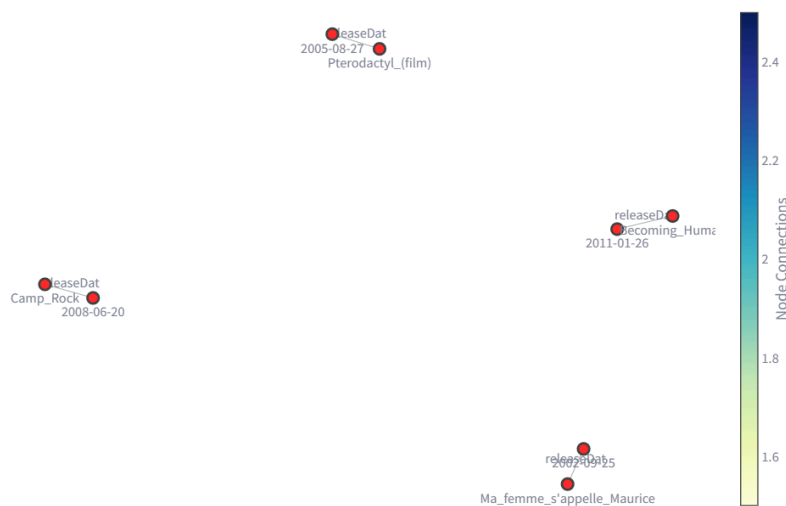 leaseDat
2005-08-27
Pterodactyl_(film)
2.4
2.2
releaseDa
Becoming_Huma
2011-01-26
2
Node Connections
leaseDat
Camp_Rock
2008-06-20
1.8
1.6
releaseDat
2002-09-25
Ma_femme_s'appelle_Maurice